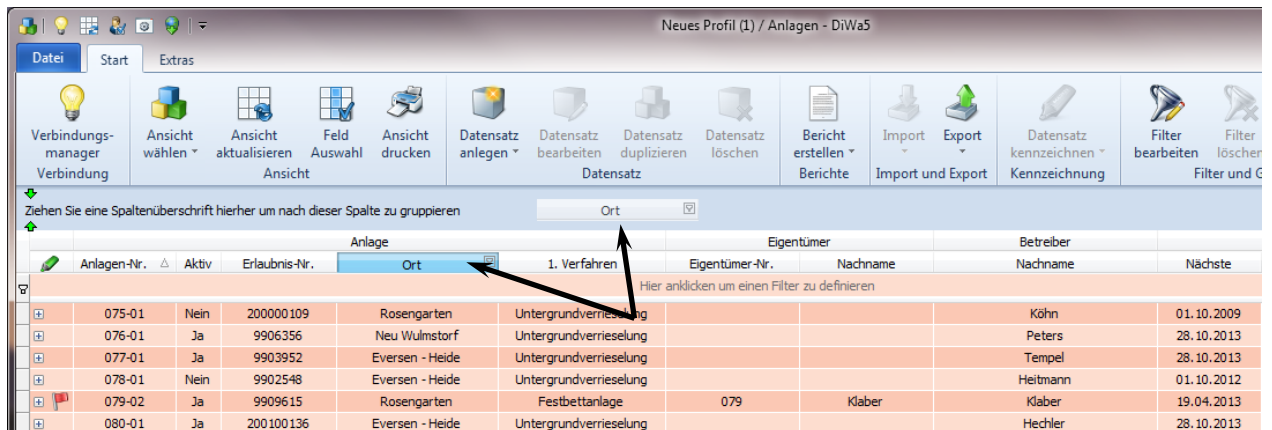 Neues Profil (1) / Anlagen - DiWa5
Datei Start Extras
Verbindungs- Ansicht Ansicht Feld Ansicht Datensatz Datensatz Datensatz Datensatz Bericht Import Export Datensatz Filter Filter
manager wählen aktualisieren Auswahl drucken anlegen bearbeiten duplizieren löschen erstellen kennzeichnen bearbeiten löschen
Verbindung Ansicht Datensatz Berichte Import und Export Kennzeichnung Filter und G
Ziehen Sie eine Spaltenüberschrift hierher um nach dieser Spalte zu gruppieren Ort
Anlage Eigentümer Betreiber
Anlagen-Nr. Aktiv Erlaubnis-Nr. Ort 1. Verfahren Eigentümer-Nr. Nachname Nachname Nächste
Hier anklicken um einen Filter zu definieren
075-01 Nein 200000109 Rosengarten Untergrundverrieselung Köhn 01.10.2009
076-01 Ja 9906356 Neu Wulmstorf Untergrundverrieselung Peters 28.10.2013
077-01 Ja 9903952 Eversen - Heide Untergrundverrieselung Tempel 28.10.2013
078-01 Nein 9902548 Eversen - Heide Untergrundverrieselung Heitmann 01.10.2012
079-02 Ja 9909615 Rosengarten Festbettanlage 079 Klaber Klaber 19.04.2013
080-01 Ja 200100136 Eversen - Heide Untergrundverrieselung Hechler 28.10.2013